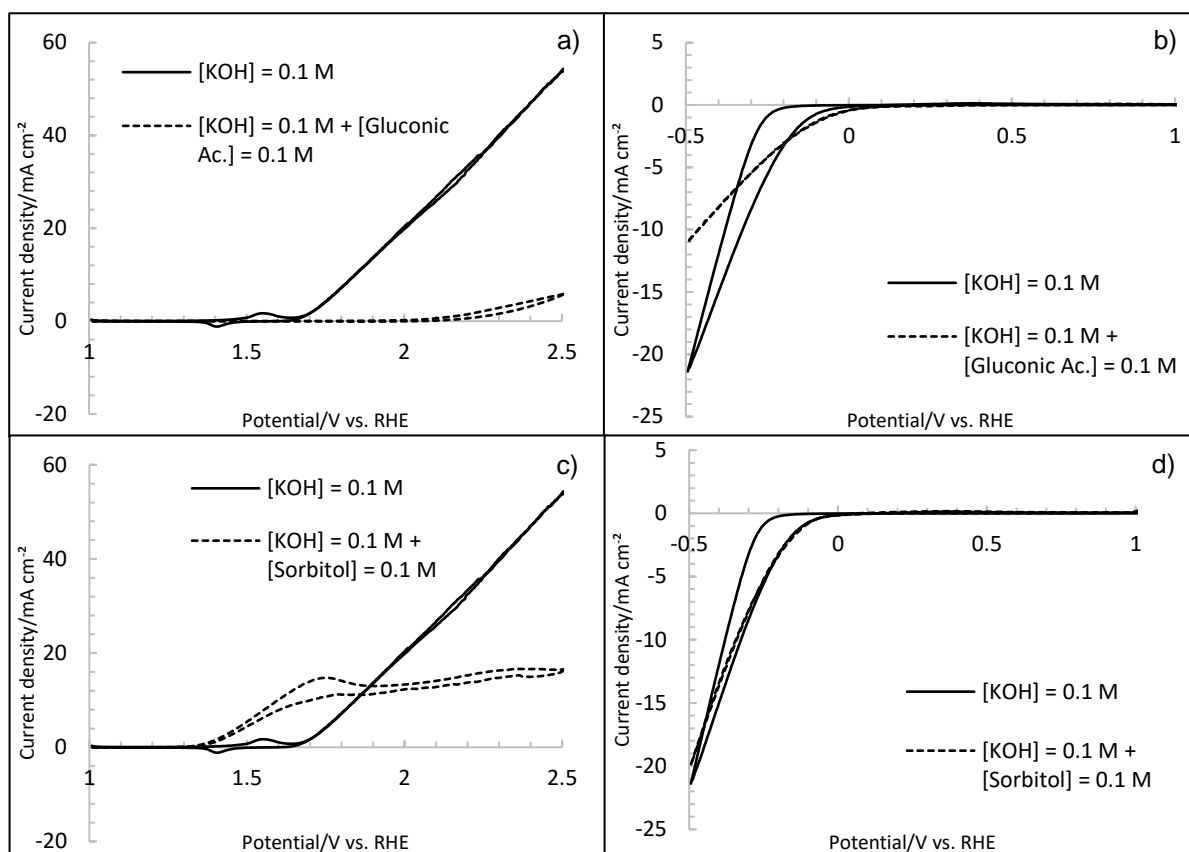 a)
60
40
20
0
-20
1
1.5
2
2.5
Current density/mA cm⁻²
Potential/V vs. RHE
[KOH] = 0.1 M
[KOH] = 0.1 M + [Gluconic
Ac.] = 0.1 M
b)
5
0
-5
-10
-15
-20
-25
-0.5
0
0.5
1
Current density/mA cm⁻²
Potential/V vs. RHE
[KOH] = 0.1 M
[KOH] = 0.1 M +
[Gluconic Ac.] = 0.1 M
c)
60
40
20
0
-20
1
1.5
2
2.5
Current density/mA cm⁻²
Potential/V vs. RHE
[KOH] = 0.1 M
[KOH] = 0.1 M +
[Sorbitol] = 0.1 M
d)
5
0
-5
-10
-15
-20
-25
-0.5
0
0.5
1
Current density/mA cm⁻²
Potential/V vs. RHE
[KOH] = 0.1 M
[KOH] = 0.1 M +
[Sorbitol] = 0.1 M